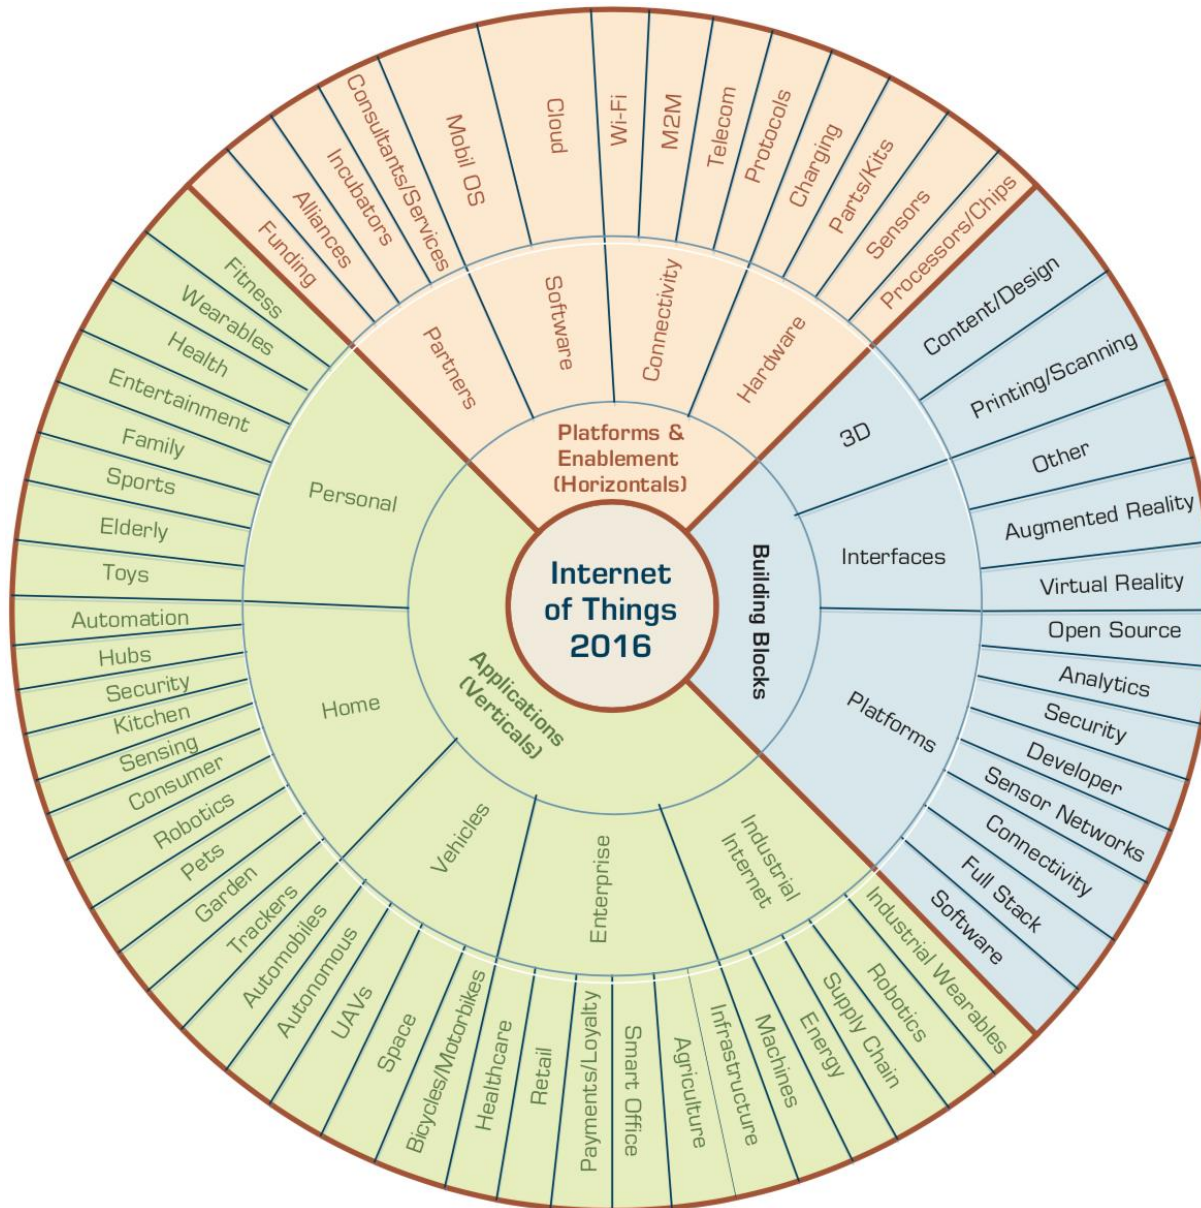 Internet
of Things
2016
Platforms &
Enablement
(Horizontals)
Partners
Funding
Alliances
Incubators
Consultants/Services
Software
Mobil OS
Cloud
Connectivity
Wi-Fi
M2M
Telecom
Protocols
Hardware
Charging
Parts/Kits
Sensors
Processors/Chips
Building Blocks
3D
Content/Design
Printing/Scanning
Interfaces
Other
Augmented Reality
Virtual Reality
Platforms
Open Source
Analytics
Security
Developer
Sensor Networks
Connectivity
Full Stack
Software
Applications
(Verticals)
Industrial
Internet
Industrial Wearables
Robotics
Supply Chain
Energy
Machines
Enterprise
Infrastructure
Agriculture
Smart Office
Payments/Loyalty
Retail
Healthcare
Vehicles
Bicycles/Motorbikes
Space
UAVs
Autonomous
Automobiles
Home
Trackers
Garden
Pets
Robotics
Consumer
Sensing
Kitchen
Security
Hubs
Automation
Personal
Toys
Elderly
Sports
Family
Entertainment
Health
Wearables
Fitness